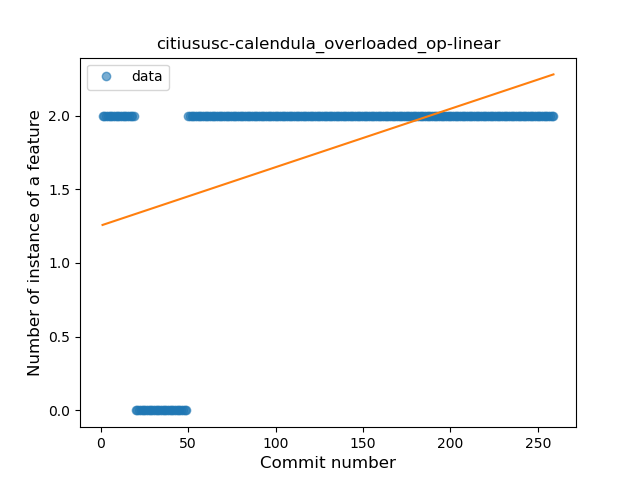 citiususc-calendula_overloaded_op-linear
data
Number of instance of a feature
2.0
1.5
1.0
0.5
0.0
0
50
100
150
200
250
Commit number